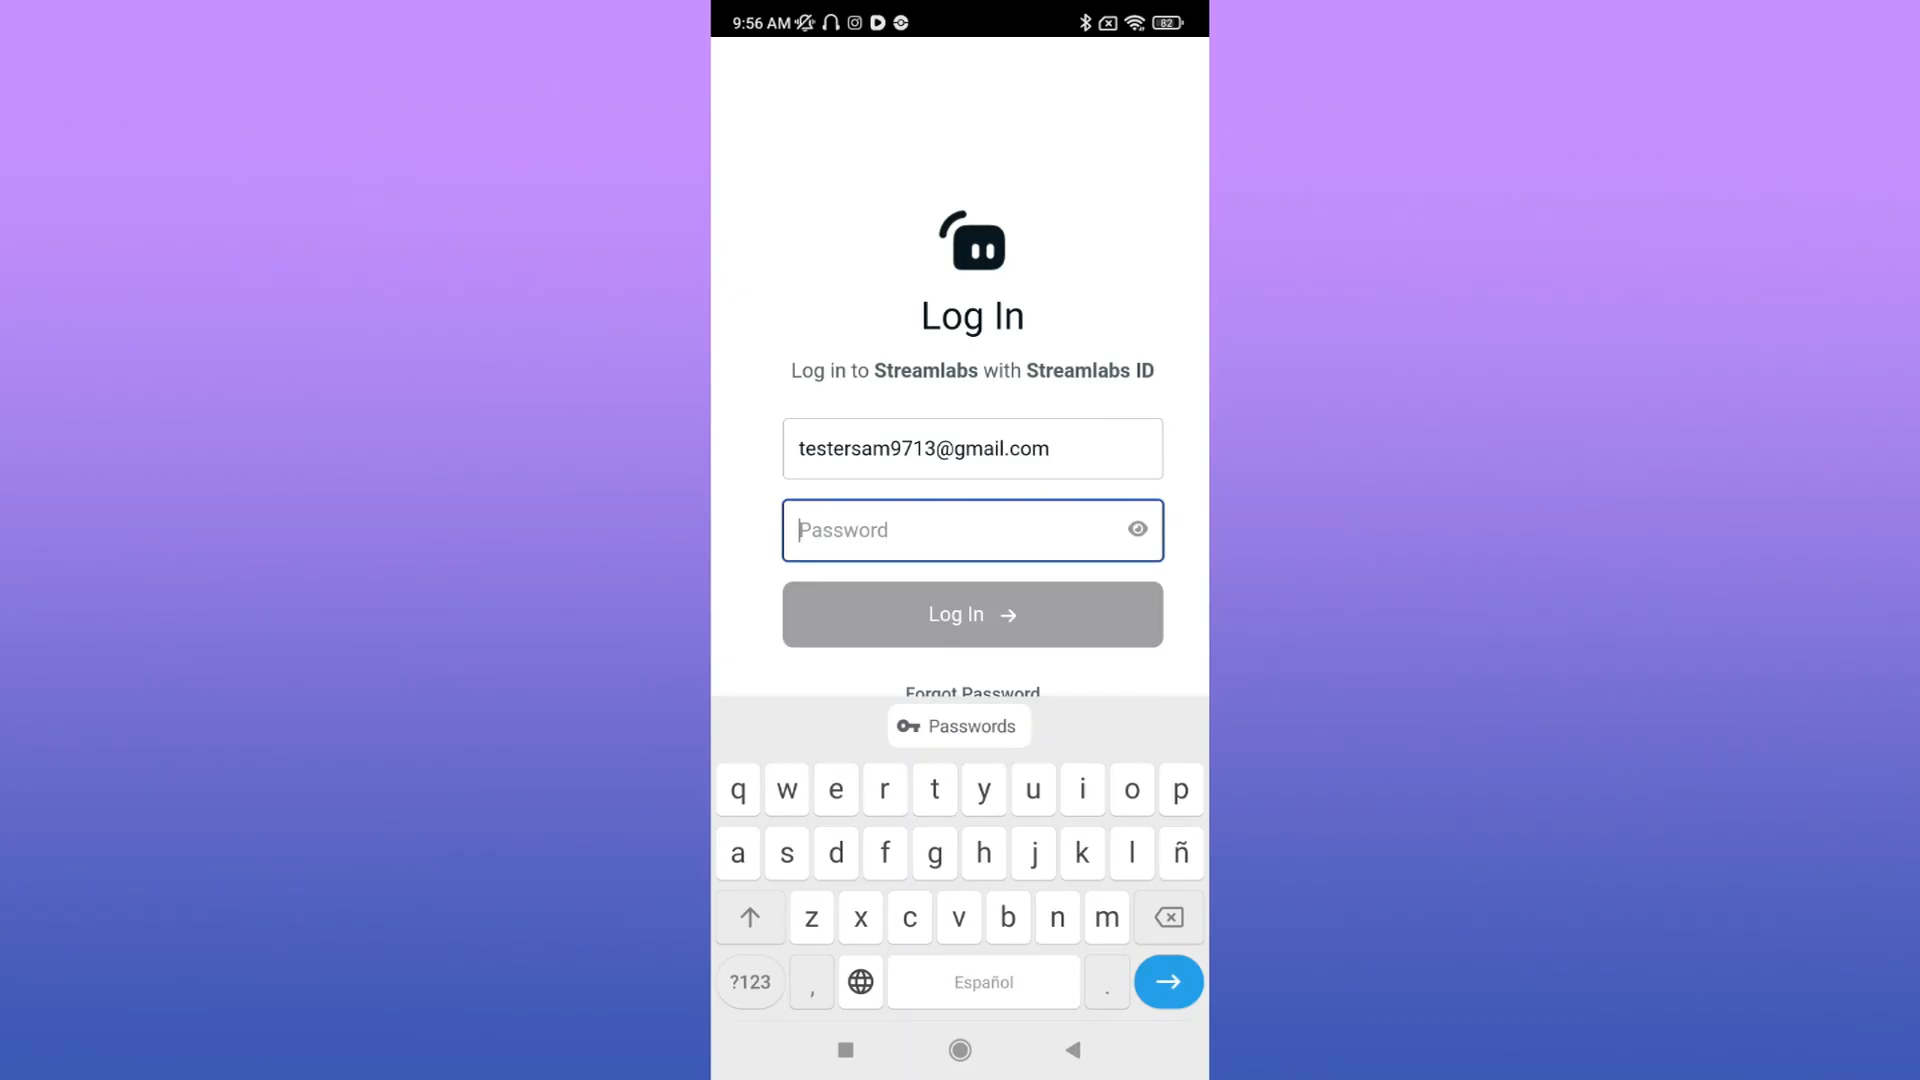 9:56 AM
82
Log In
Log in to Streamlabs with Streamlabs ID
testersam9713@gmail.com
Password
Log In →
Forgot Password
Passwords
q w e r t y u i o p
a s d f g h j k l ñ
z x c v b n m
?123 , Español .